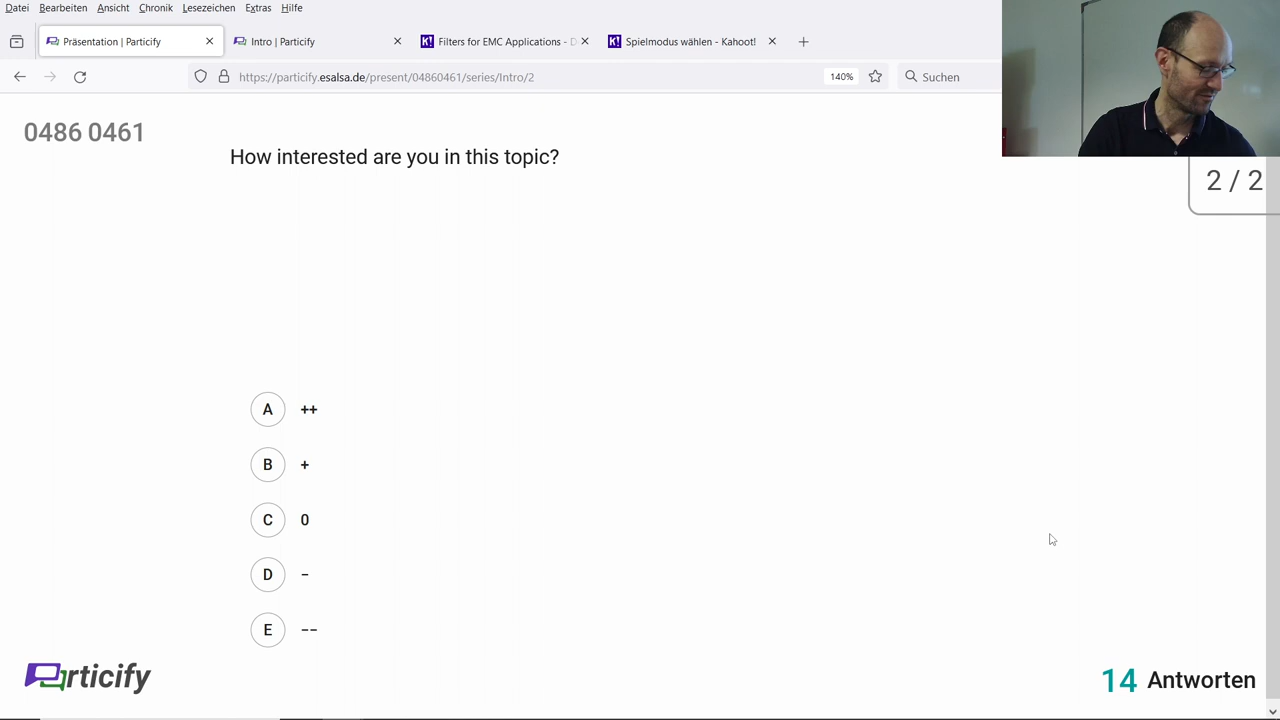 Datei Bearbeiten Ansicht Chronik Lesezeichen Extras Hilfe
Präsentation | Particify Intro | Particify Filters for EMC Applications - D Spielmodus wählen - Kahoot!
https://particify.esalsa.de/present/04860461/series/Intro/2 140% Suchen
0486 0461
How interested are you in this topic?
2 / 2
A ++
B +
C 0
D -
E --
Particify
14 Antworten